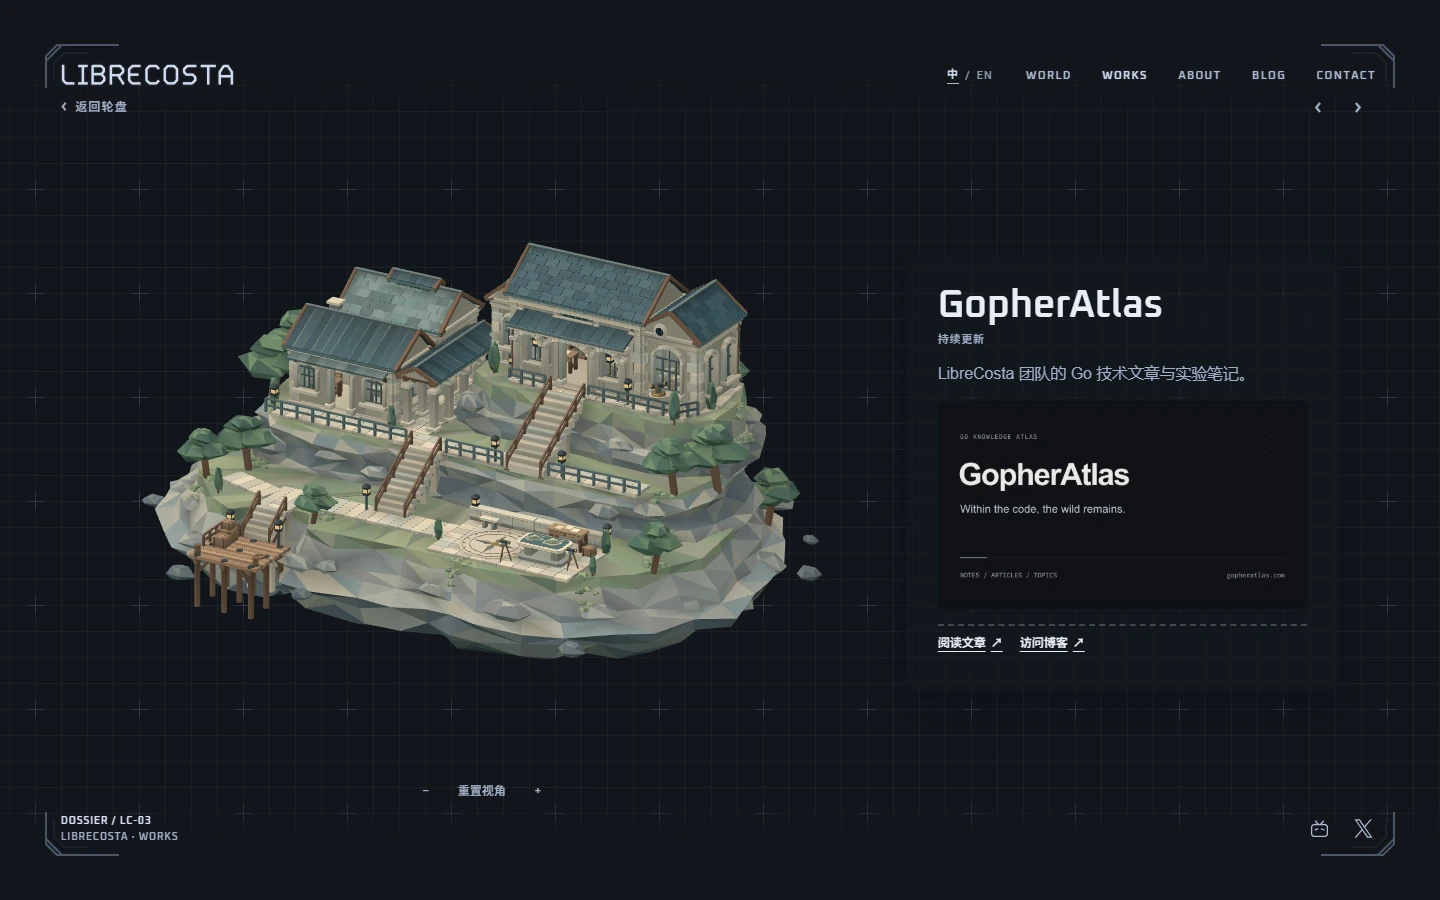 LIBRECOSTA
中 / EN WORLD WORKS ABOUT BLOG CONTACT
‹ 返回轮盘
‹ ›
GopherAtlas
持续更新
LibreCosta 团队的 Go 技术文章与实验笔记。
GO KNOWLEDGE ATLAS
GopherAtlas
Within the code, the wild remains.
NOTES / ARTICLES / TOPICS gopheratlas.com
阅读文章 ↗ 访问博客 ↗
− 重置视角 +
DOSSIER / LC-03
LIBRECOSTA · WORKS